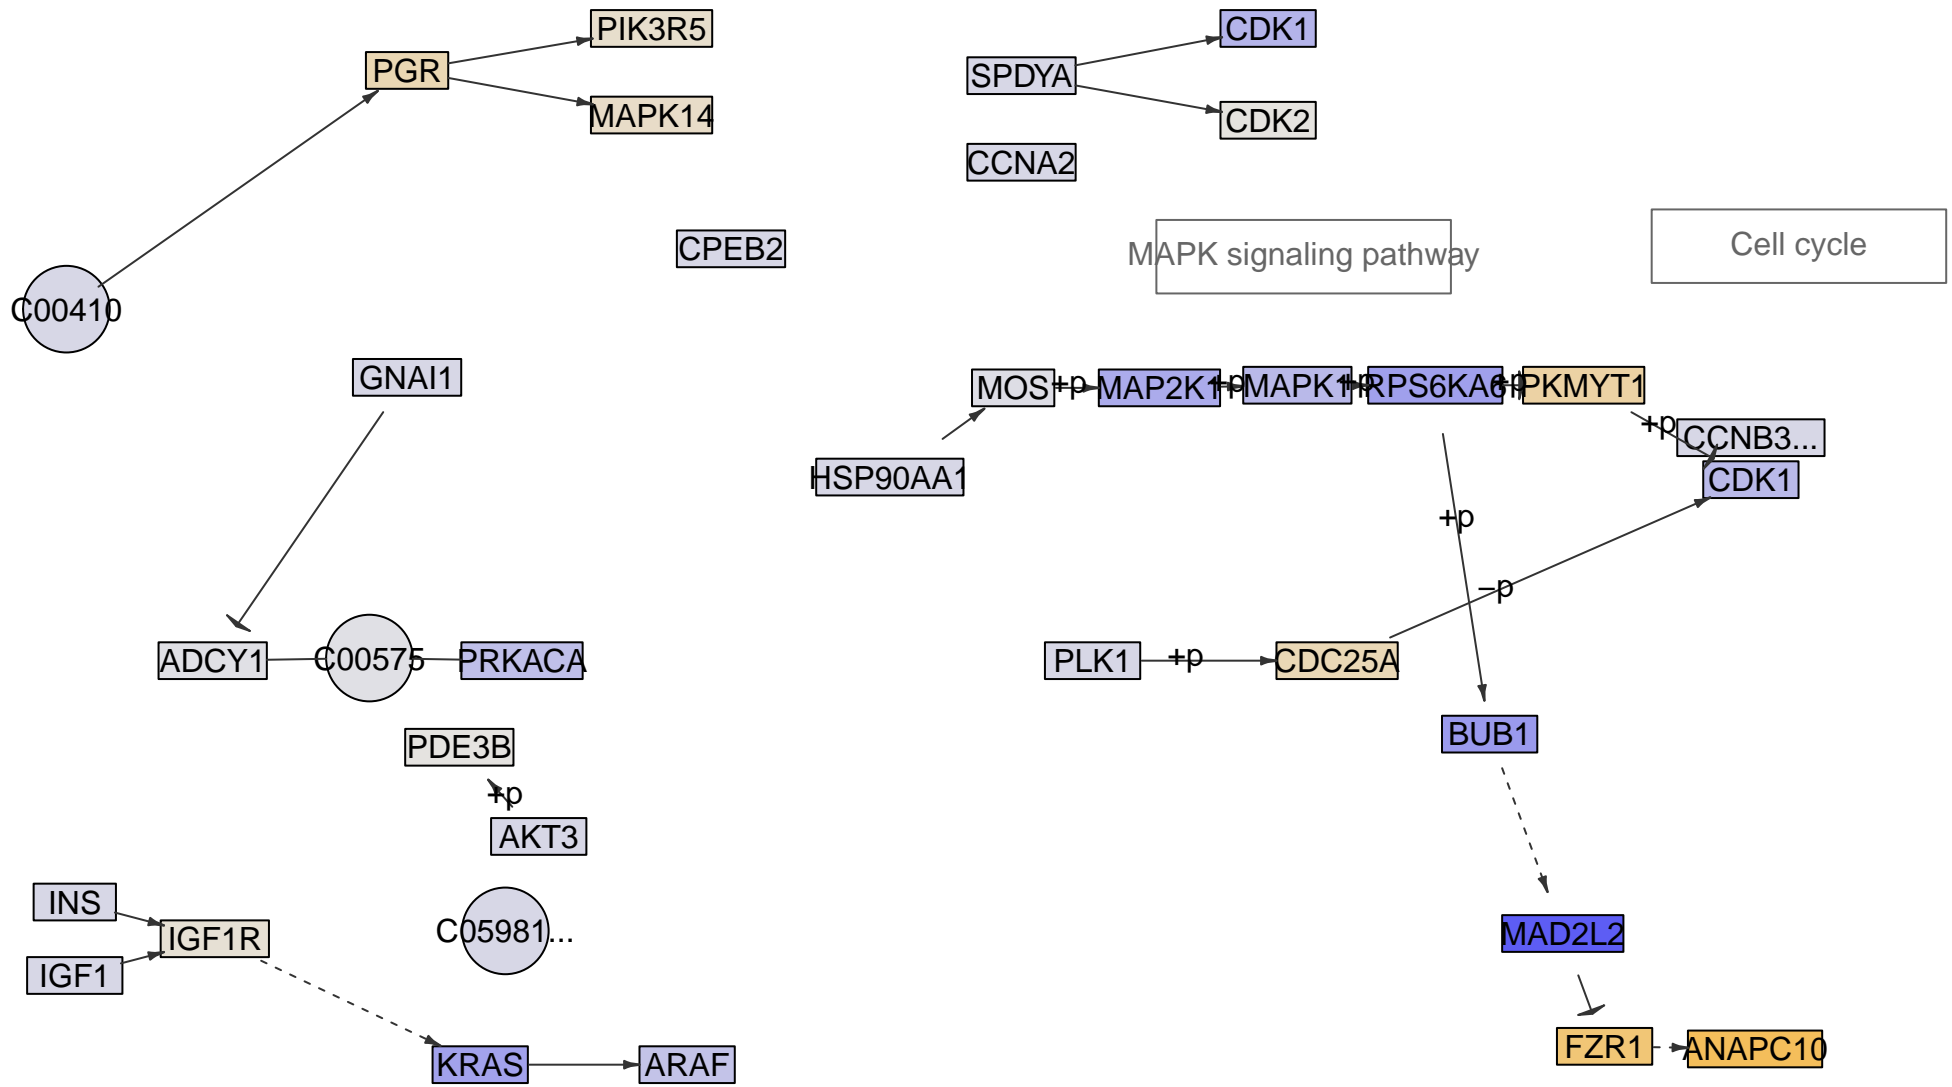 PIK3R5
CDK1
PGR
SPDYA
MAPK14
CDK2
CCNA2
CPEB2
MAPK signaling pathway
Cell cycle
C00410
GNAI1
MOS
+p
MAP2K1
+p
MAPK1
+p
RPS6KA6
+p
PKMYT1
+p
CCNB3...
HSP90AA1
CDK1
+p
–p
ADCY1
C00575
PRKACA
PLK1
+p
CDC25A
BUB1
PDE3B
+p
AKT3
INS
IGF1R
C05981...
MAD2L2
IGF1
FZR1
ANAPC10
KRAS
ARAF